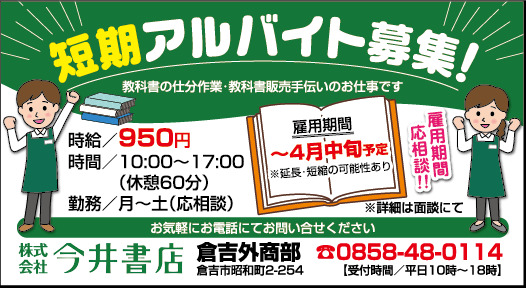 短期アルバイト募集!
教科書の仕分作業・教科書販売手伝いのお仕事です
時給／950円
時間／10:00～17:00
(休憩60分)
勤務／月～土(応相談)
雇用期間
～4月中旬予定
※延長・短縮の可能性あり
雇用期間
応相談!!
※詳細は面談にて
お気軽にお電話にてお問い合せください
株式会社 今井書店 倉吉外商部
倉吉市昭和町2-254
☎0858-48-0114
【受付時間／平日10時～18時】